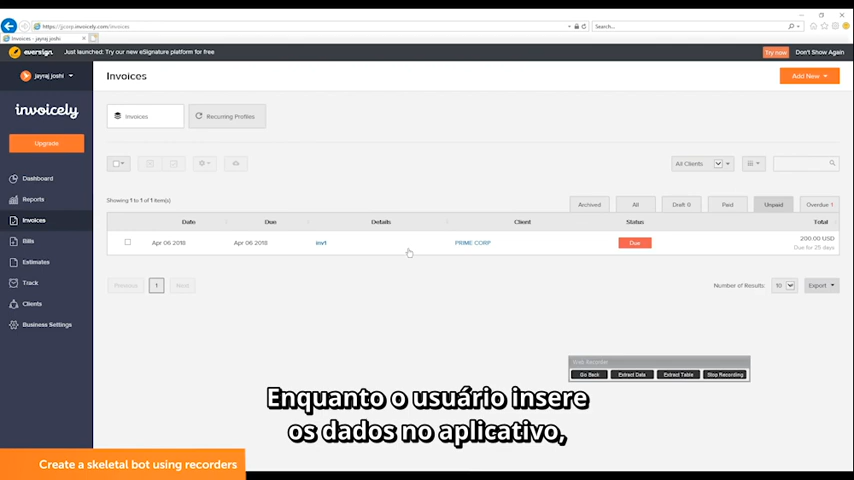 https://jjcorp.invoicely.com/invoices
Search...
Invoices - jayraj joshi
eversign
Just launched: Try our new eSignature platform for free
Try now
Don't Show Again
jayraj joshi
Invoices
Add New
invoicely
Invoices
Recurring Profiles
Upgrade
All Clients
Dashboard
Reports
Showing 1 to 1 of 1 item(s)
Archived
All
Draft 0
Paid
Unpaid
Overdue 1
Invoices
Date
Due
Details
Client
Status
Total
Bills
Apr 06 2018
Apr 06 2018
inv1
PRIME CORP
Due
200.00 USD
Due for 25 days
Estimates
Track
Previous
1
Next
Number of Results:
10
Export
Clients
Business Settings
Web Recorder
Go Back
Extract Data
Extract Table
Stop Recording
Enquanto o usuário insere
os dados no aplicativo,
Create a skeletal bot using recorders